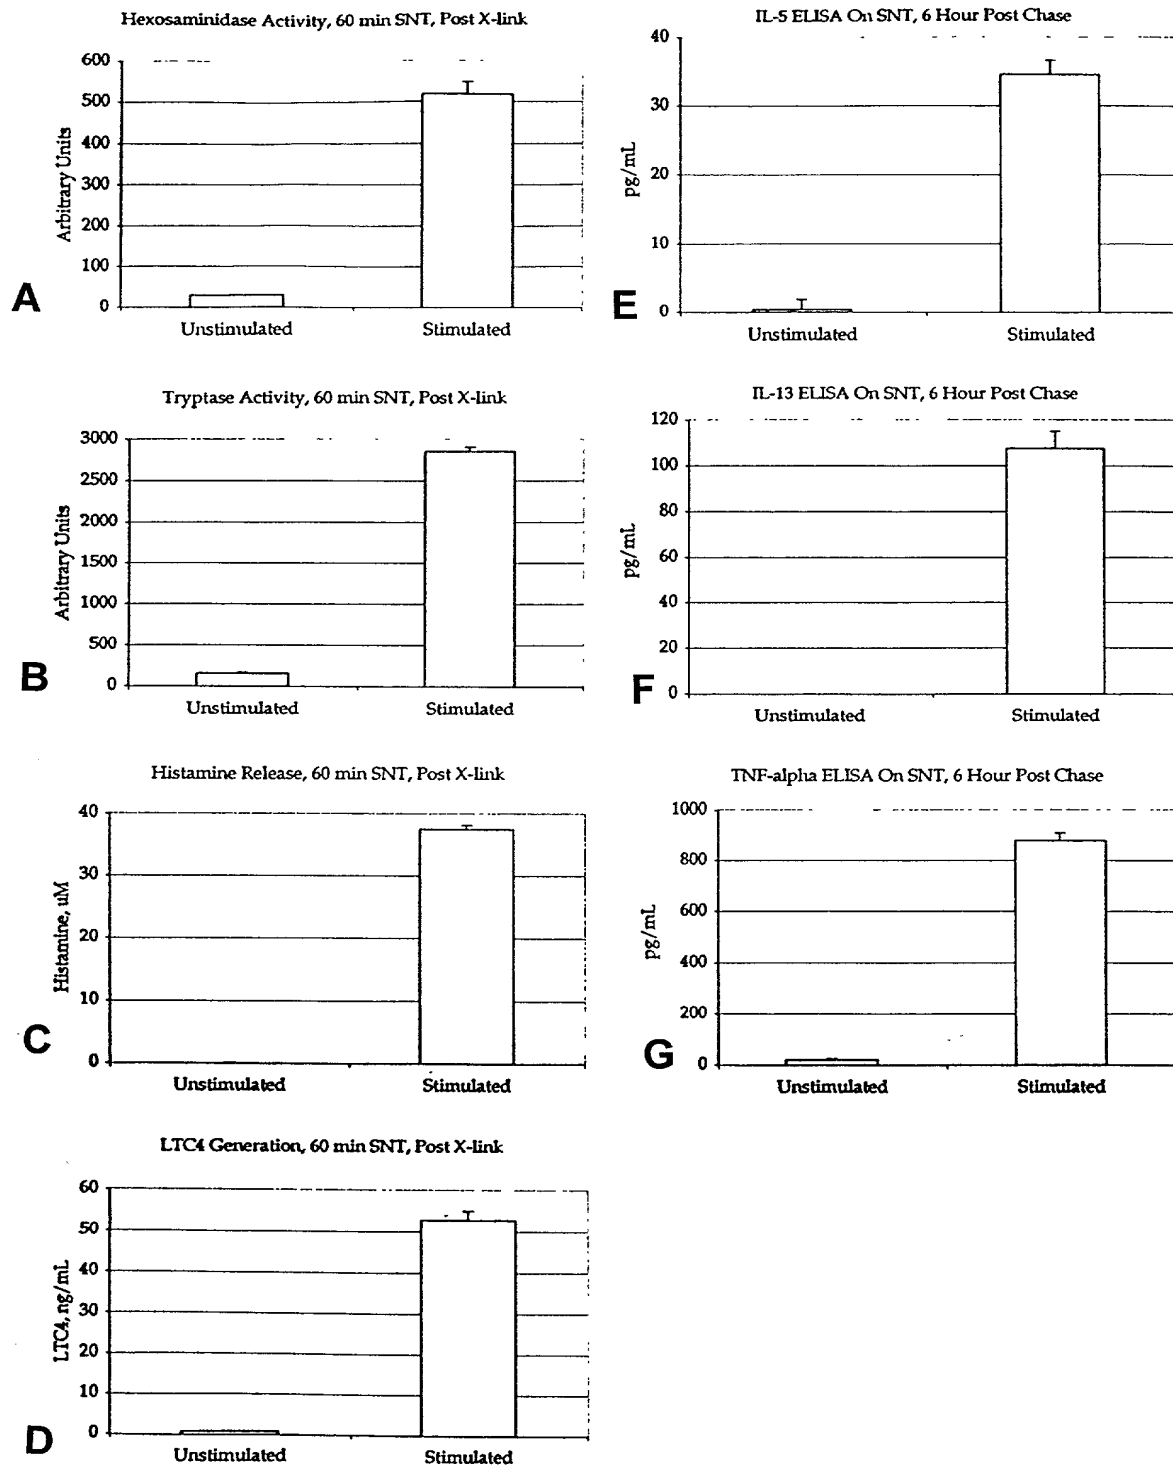 Hexosaminidase Activity, 60 min SNT, Post X-link
600
500
400
300
200
100
0
Arbitrary Units
A
Unstimulated Stimulated
Tryptase Activity, 60 min SNT, Post X-link
3000
2500
2000
1500
1000
500
0
Arbitrary Units
B
Unstimulated Stimulated
Histamine Release, 60 min SNT, Post X-link
40
30
20
10
0
Histamine, uM
C
Unstimulated Stimulated
LTC4 Generation, 60 min SNT, Post X-link
60
50
40
30
20
10
0
LTC4, ng/mL
D
Unstimulated Stimulated
IL-5 ELISA On SNT, 6 Hour Post Chase
40
30
20
10
0
pg/mL
E
Unstimulated Stimulated
IL-13 ELISA On SNT, 6 Hour Post Chase
120
100
80
60
40
20
0
pg/mL
F
Unstimulated Stimulated
TNF-alpha ELISA On SNT, 6 Hour Post Chase
1000
800
600
400
200
0
pg/mL
G
Unstimulated Stimulated